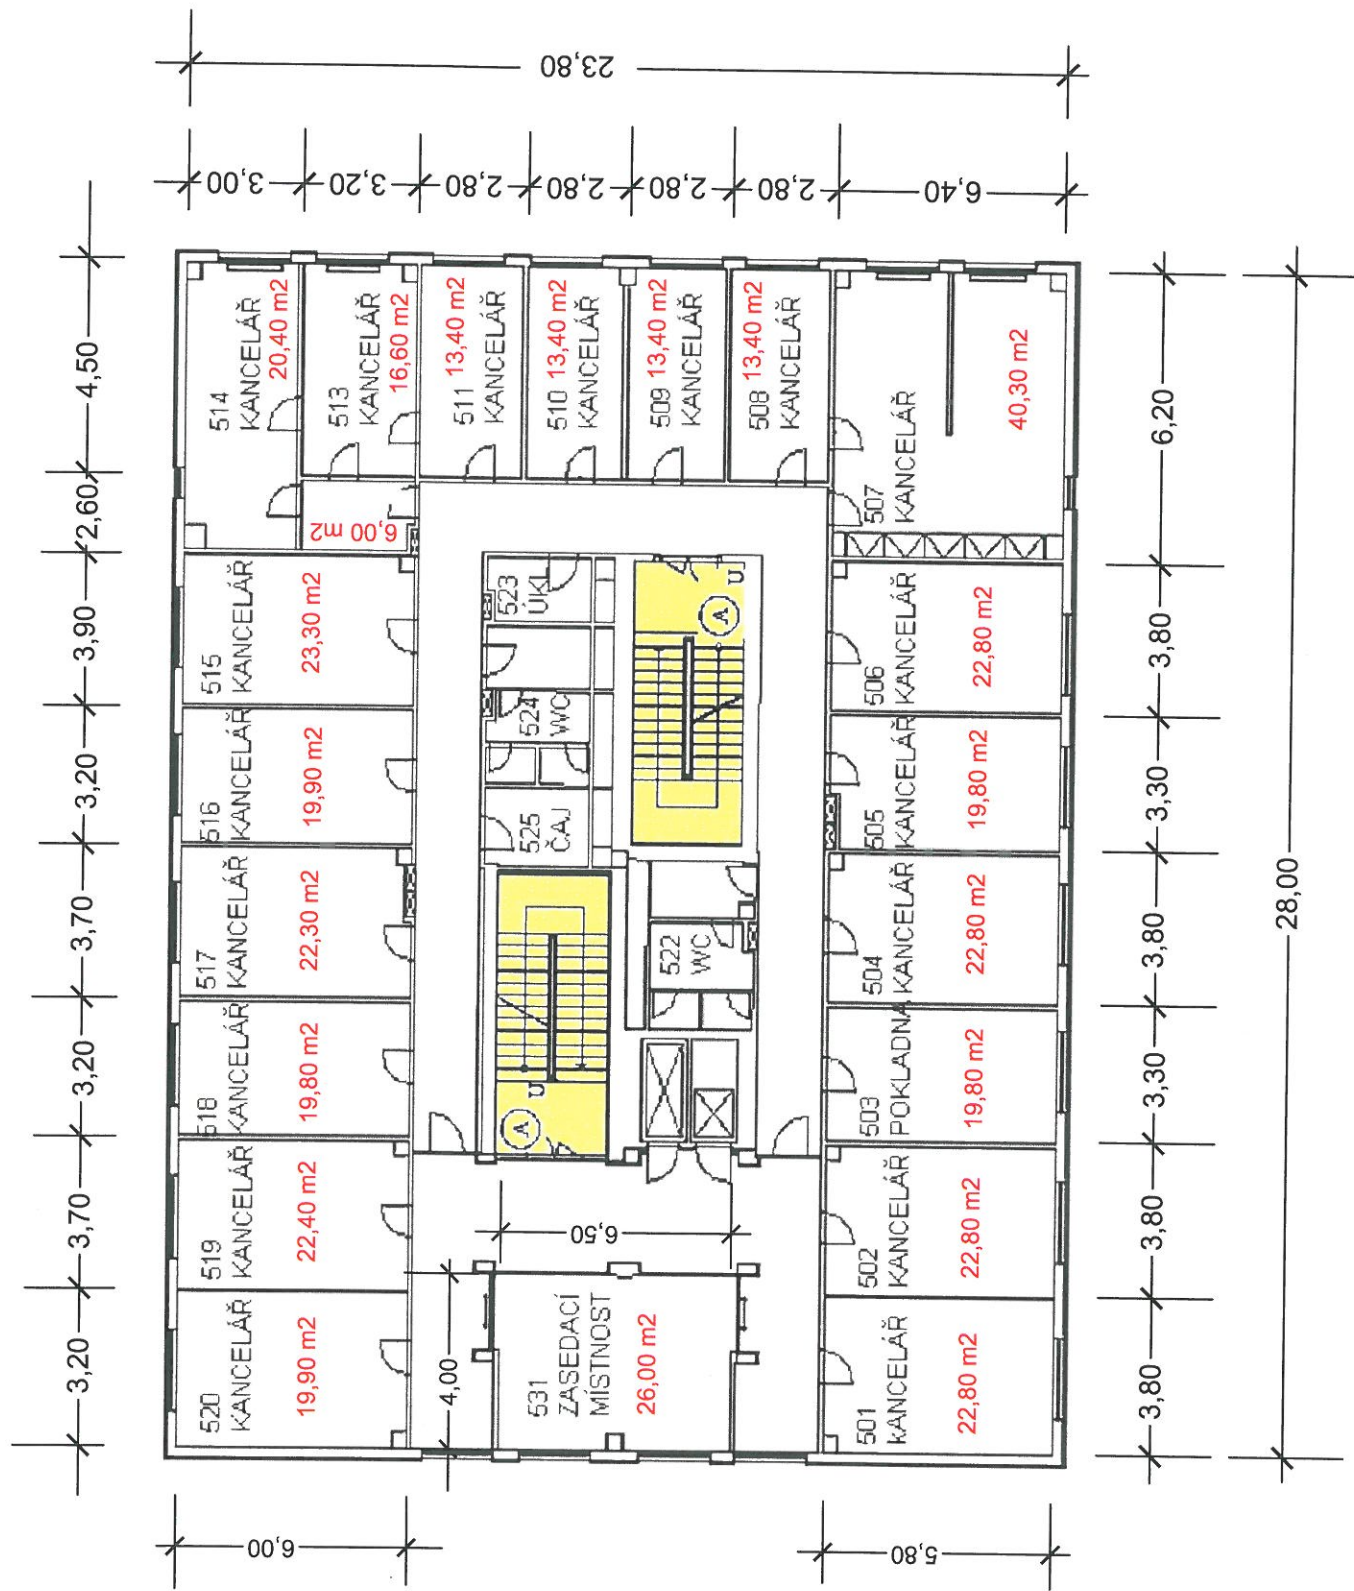 23,80
3,00
3,20
2,80
2,80
2,80
2,80
6,40
4,50
2,60
3,90
3,20
3,70
3,20
3,70
3,20
514
KANCELÁŘ
20,40 m2
513
KANCELÁŘ
16,60 m2
6,00 m2
511
KANCELÁŘ
13,40 m2
510
KANCELÁŘ
13,40 m2
509
KANCELÁŘ
13,40 m2
508
KANCELÁŘ
13,40 m2
507
KANCELÁŘ
40,30 m2
515
KANCELÁŘ
23,30 m2
516
KANCELÁŘ
19,90 m2
517
KANCELÁŘ
22,30 m2
518
KANCELÁŘ
19,80 m2
519
KANCELÁŘ
22,40 m2
520
KANCELÁŘ
19,90 m2
523
ÚKL
524
WC
525
ČAJ
A
U
522
WC
A
U
6,50
4,00
531
ZASEDACÍ
MÍSTNOST
26,00 m2
506
KANCELÁŘ
22,80 m2
505
KANCELÁŘ
19,80 m2
504
KANCELÁŘ
22,80 m2
503
POKLADNA
19,80 m2
502
KANCELÁŘ
22,80 m2
501
KANCELÁŘ
22,80 m2
6,20
3,80
3,30
3,80
3,30
3,80
3,80
28,00
6,00
5,80